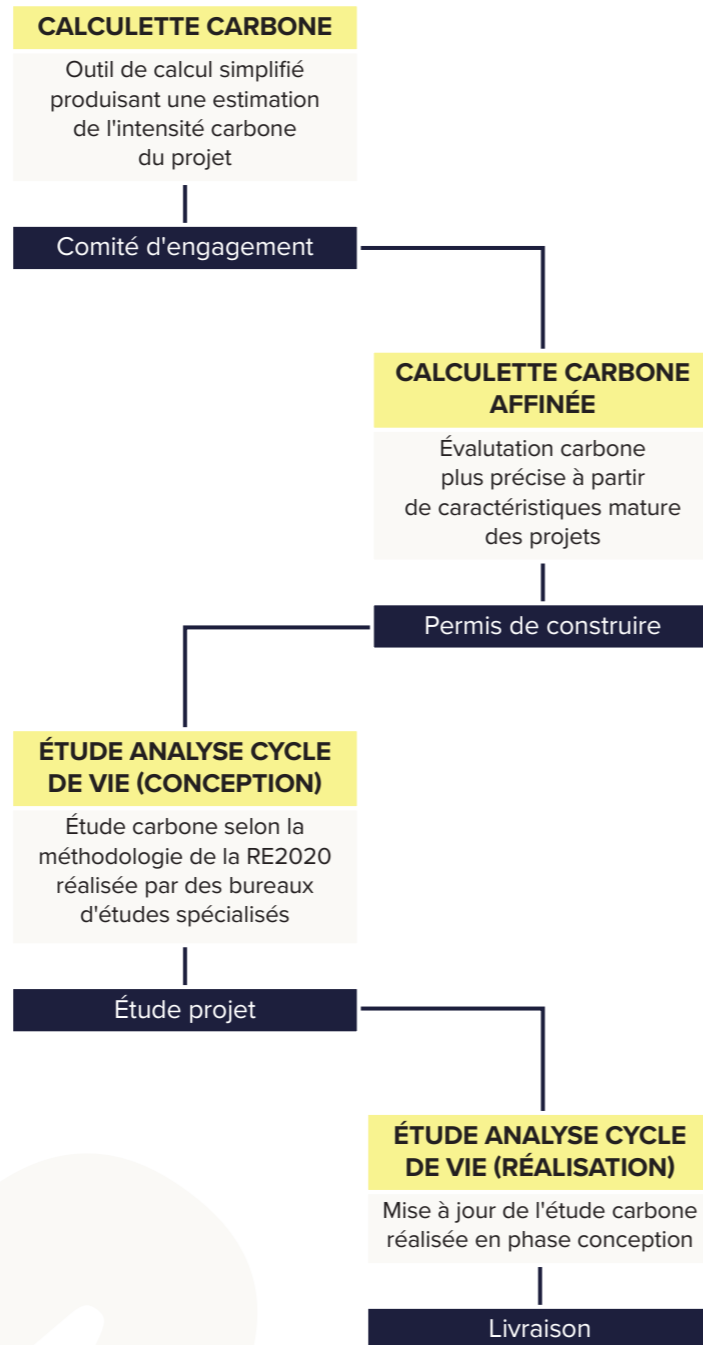 CALCULETTE CARBONE
Outil de calcul simplifié
produisant une estimation
de l'intensité carbone
du projet
Comité d'engagement
CALCULETTE CARBONE
AFFINÉE
Évalutation carbone
plus précise à partir
de caractéristiques mature
des projets
Permis de construire
ÉTUDE ANALYSE CYCLE
DE VIE (CONCEPTION)
Étude carbone selon la
méthodologie de la RE2020
réalisée par des bureaux
d'études spécialisés
Étude projet
ÉTUDE ANALYSE CYCLE
DE VIE (RÉALISATION)
Mise à jour de l'étude carbone
réalisée en phase conception
Livraison